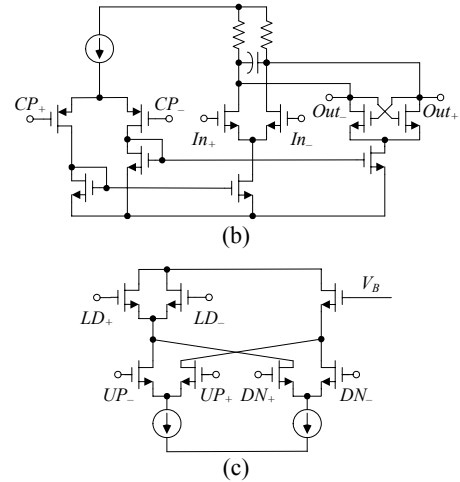 CP+ CP− In+ In− Out− Out+
(b)
LD+ LD− VB
UP− UP+ DN+ DN−
(c)